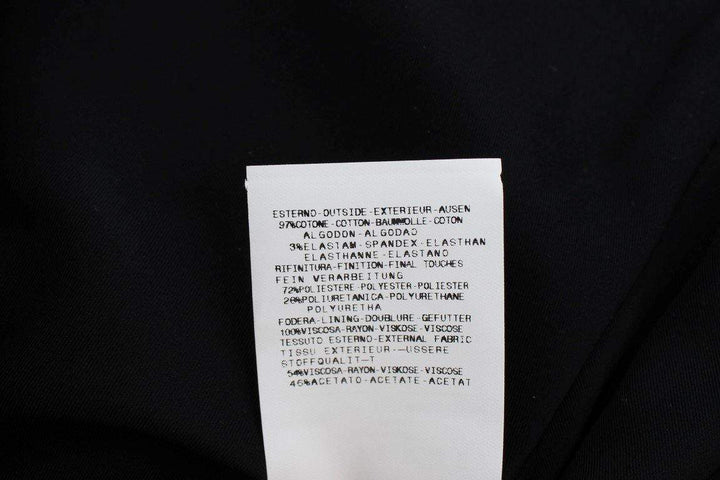 ESTERNO-OUTSIDE-EXTERIEUR-AUSEN
97%COTONE-COTTON-BAUMWOLLE-COTON
ALGODON-ALGODAO
3%ELASTAM-SPANDEX-ELASTHAN
ELASTHANNE-ELASTANO
RIFINITURA-FINITION-FINAL TOUCHES
FEIN VERARBEITUNG
72%POLIESTERE-POLYESTER-POLIESTER
28%POLIURETANICA-POLYURETHANE
POLYURETHA
FODERA-LINING-DOUBLURE-GEFUTTER
100%VISCOSA-RAYON-VISKOSE-VISCOSE
TESSUTO ESTERNO-EXTERNAL FABRIC
TISSU EXTERIEUR-—USSERE
STOFFQUALIT—T
54%VISCOSA-RAYON-VISKOSE-VISCOSE
46%ACETATO-ACETATE-ACETAT